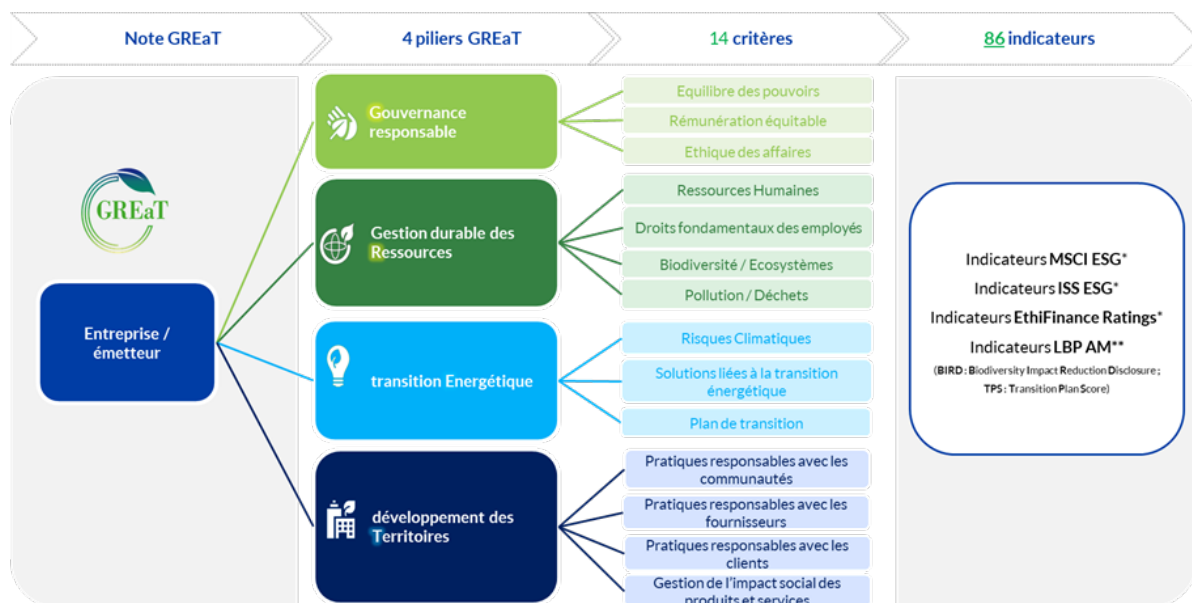 Note GREaT
4 piliers GREaT
14 critères
86 indicateurs
GREaT
Entreprise /
émetteur
Gouvernance
responsable
Equilibre des pouvoirs
Rémunération équitable
Ethique des affaires
Gestion durable des
Ressources
Ressources Humaines
Droits fondamentaux des employés
Biodiversité / Ecosystèmes
Pollution / Déchets
transition Energétique
Risques Climatiques
Solutions liées à la transition
énergétique
Plan de transition
développement des
Territoires
Pratiques responsables avec les
communautés
Pratiques responsables avec les
fournisseurs
Pratiques responsables avec les
clients
Gestion de l'impact social des
produits et services
Indicateurs MSCI ESG*
Indicateurs ISS ESG*
Indicateurs EthiFinance Ratings*
Indicateurs LBP AM**
(BIRD : Biodiversity Impact Reduction Disclosure ;
TPS : Transition Plan Score)